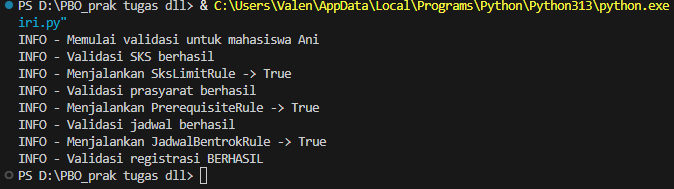 PS D:\PBO_prak tugas dll> & C:\Users\Valen\AppData\Local\Programs\Python\Python313\python.exe
iri.py"
INFO - Memulai validasi untuk mahasiswa Ani
INFO - Validasi SKS berhasil
INFO - Menjalankan SksLimitRule -> True
INFO - Validasi prasyarat berhasil
INFO - Menjalankan PrerequisiteRule -> True
INFO - Validasi jadwal berhasil
INFO - Menjalankan JadwalBentrokRule -> True
INFO - Validasi registrasi BERHASIL
PS D:\PBO_prak tugas dll>